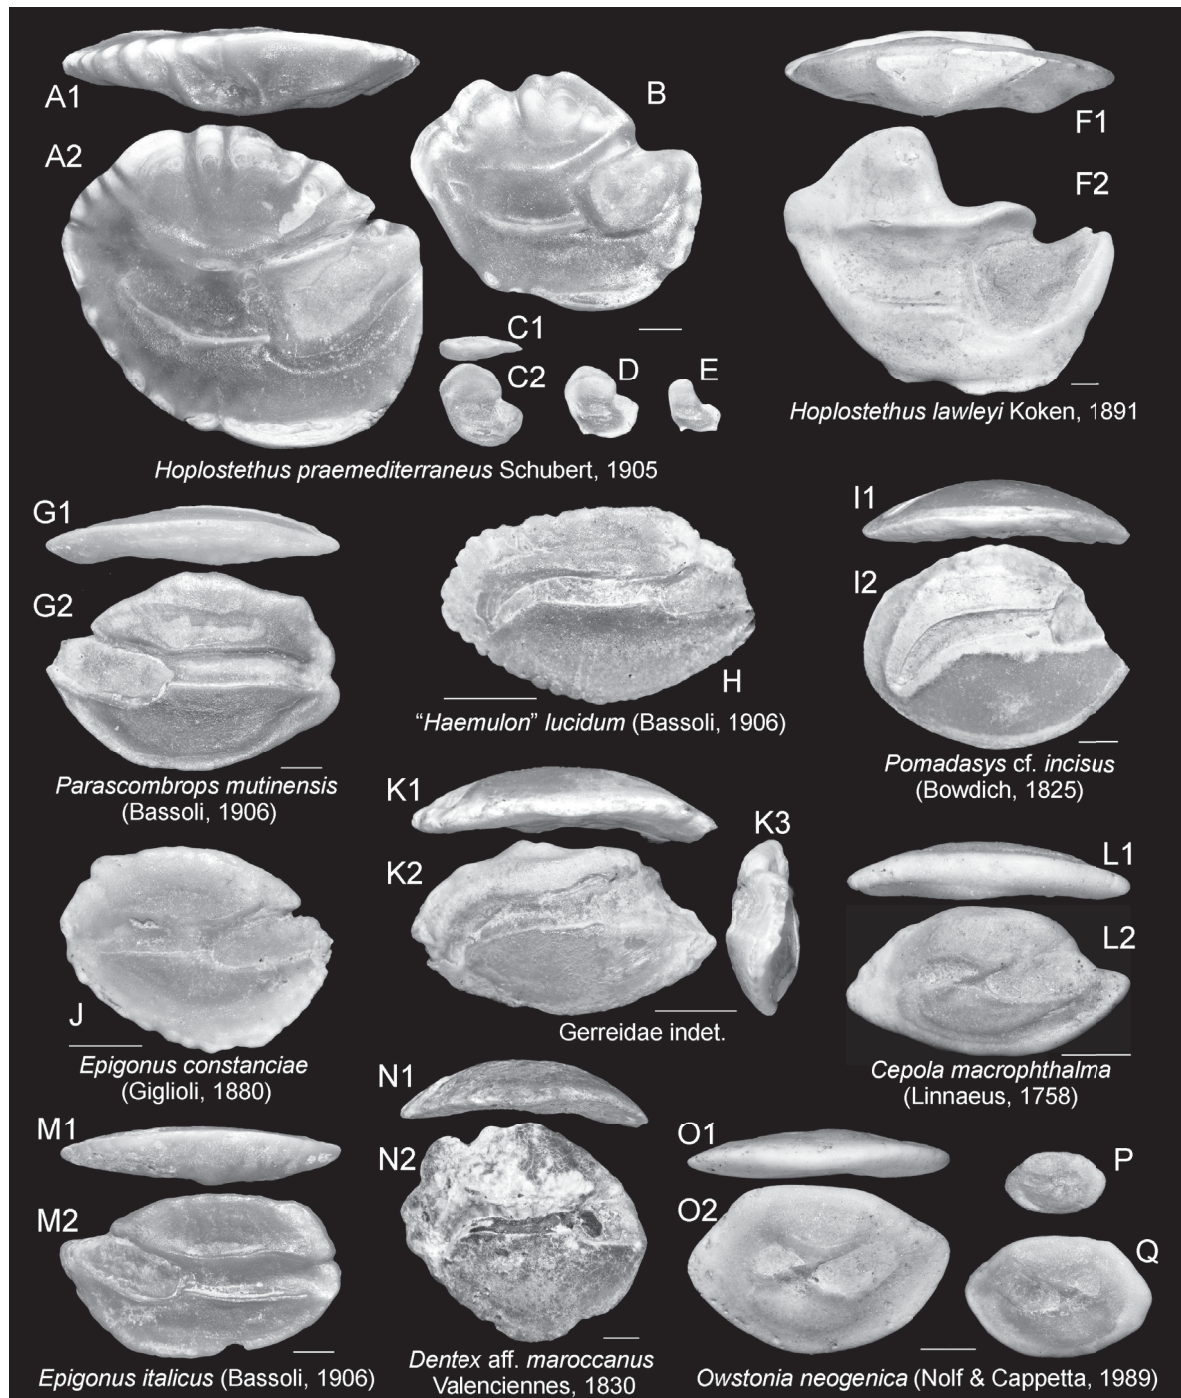 A1
A2
B
C1
C2
D
E
F1
F2
Hoplostethus praemediterraneus Schubert, 1905
Hoplostethus lawleyi Koken, 1891
G1
G2
Parascombrops mutinensis
(Bassoli, 1906)
H
“Haemulon” lucidum (Bassoli, 1906)
I1
I2
Pomadasys cf. incisus
(Bowdich, 1825)
J
Epigonus constanciae
(Giglioli, 1880)
K1
K2
K3
Gerreidae indet.
L1
L2
Cepola macrophthalma
(Linnaeus, 1758)
M1
M2
Epigonus italicus (Bassoli, 1906)
N1
N2
Dentex aff. maroccanus
Valenciennes, 1830
O1
O2
P
Q
Owstonia neogenica (Nolf & Cappetta, 1989)